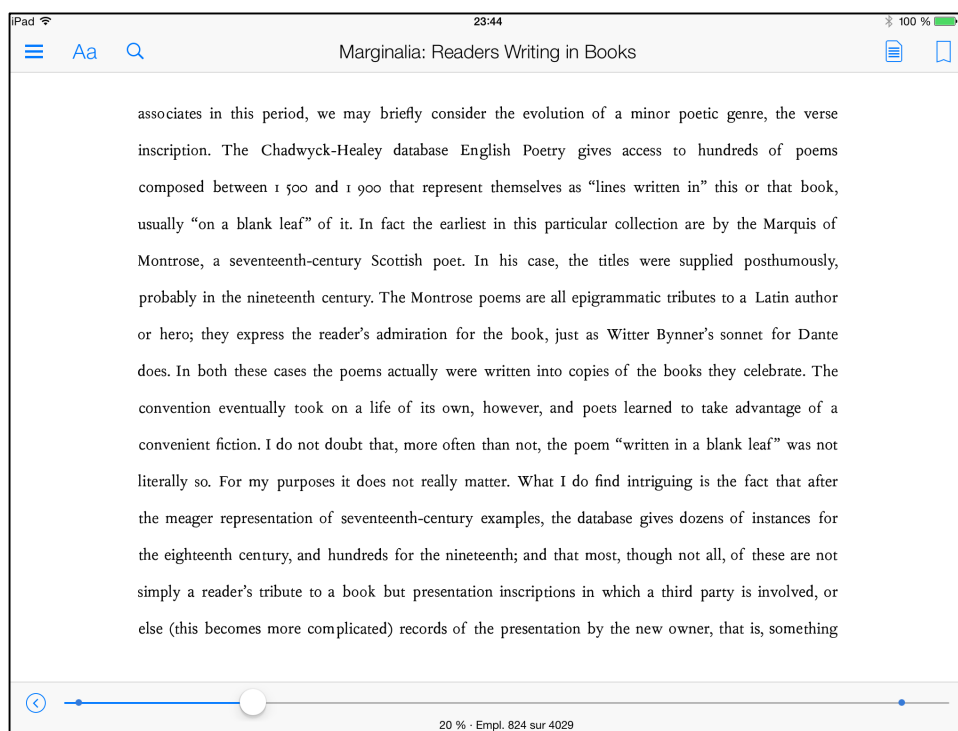 iPad 23:44 100 %
Aa Marginalia: Readers Writing in Books
associates in this period, we may briefly consider the evolution of a minor poetic genre, the verse
inscription. The Chadwyck-Healey database English Poetry gives access to hundreds of poems
composed between 1 500 and 1 900 that represent themselves as “lines written in” this or that book,
usually “on a blank leaf” of it. In fact the earliest in this particular collection are by the Marquis of
Montrose, a seventeenth-century Scottish poet. In his case, the titles were supplied posthumously,
probably in the nineteenth century. The Montrose poems are all epigrammatic tributes to a Latin author
or hero; they express the reader’s admiration for the book, just as Witter Bynner’s sonnet for Dante
does. In both these cases the poems actually were written into copies of the books they celebrate. The
convention eventually took on a life of its own, however, and poets learned to take advantage of a
convenient fiction. I do not doubt that, more often than not, the poem “written in a blank leaf” was not
literally so. For my purposes it does not really matter. What I do find intriguing is the fact that after
the meager representation of seventeenth-century examples, the database gives dozens of instances for
the eighteenth century, and hundreds for the nineteenth; and that most, though not all, of these are not
simply a reader’s tribute to a book but presentation inscriptions in which a third party is involved, or
else (this becomes more complicated) records of the presentation by the new owner, that is, something
20 % · Empl. 824 sur 4029